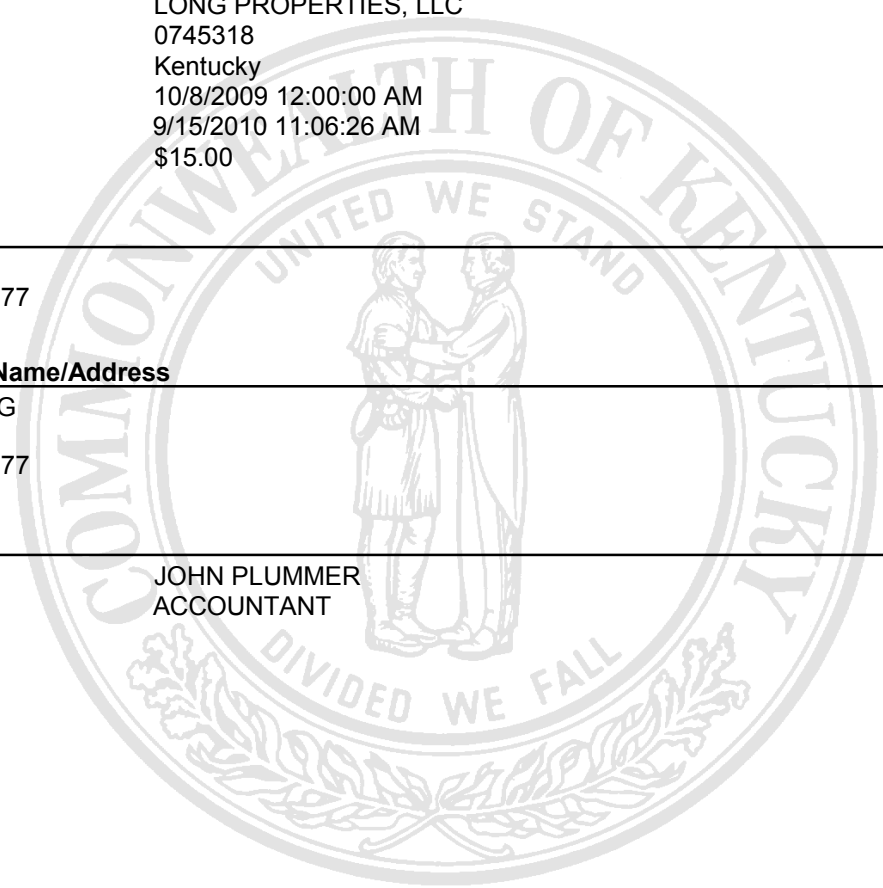 LONG PROPERTIES, LLC
0745318
Kentucky
10/8/2009 12:00:00 AM
9/15/2010 11:06:26 AM
$15.00
77
Name/Address
G
77
JOHN PLUMMER
ACCOUNTANT
COMMONWEALTH OF KENTUCKY
UNITED WE STAND
DIVIDED WE FALL